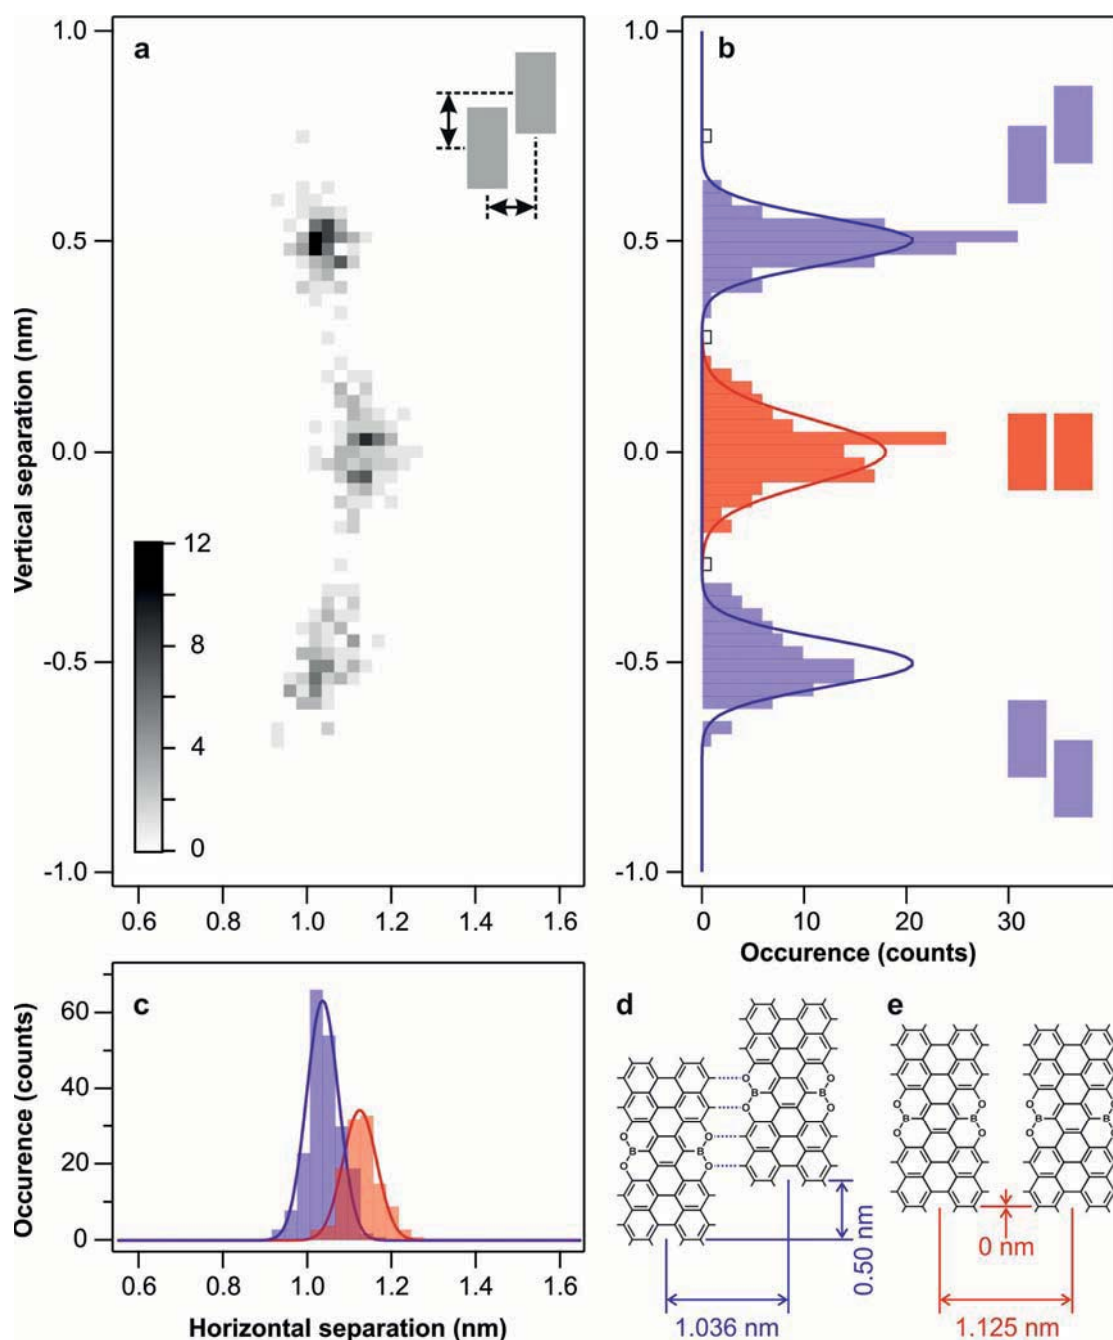 a
1.0
0.5
0.0
-0.5
-1.0
Vertical separation (nm)
12
8
4
0
0.6 0.8 1.0 1.2 1.4 1.6
b
1.0
0.5
0.0
-0.5
-1.0
0 10 20 30
Occurence (counts)
c
60
40
20
0
Occurence (counts)
0.6 0.8 1.0 1.2 1.4 1.6
Horizontal separation (nm)
d
O B O O B O
O B O O B O
0.50 nm
1.036 nm
e
O B O O B O
O B O O B O
0 nm
1.125 nm